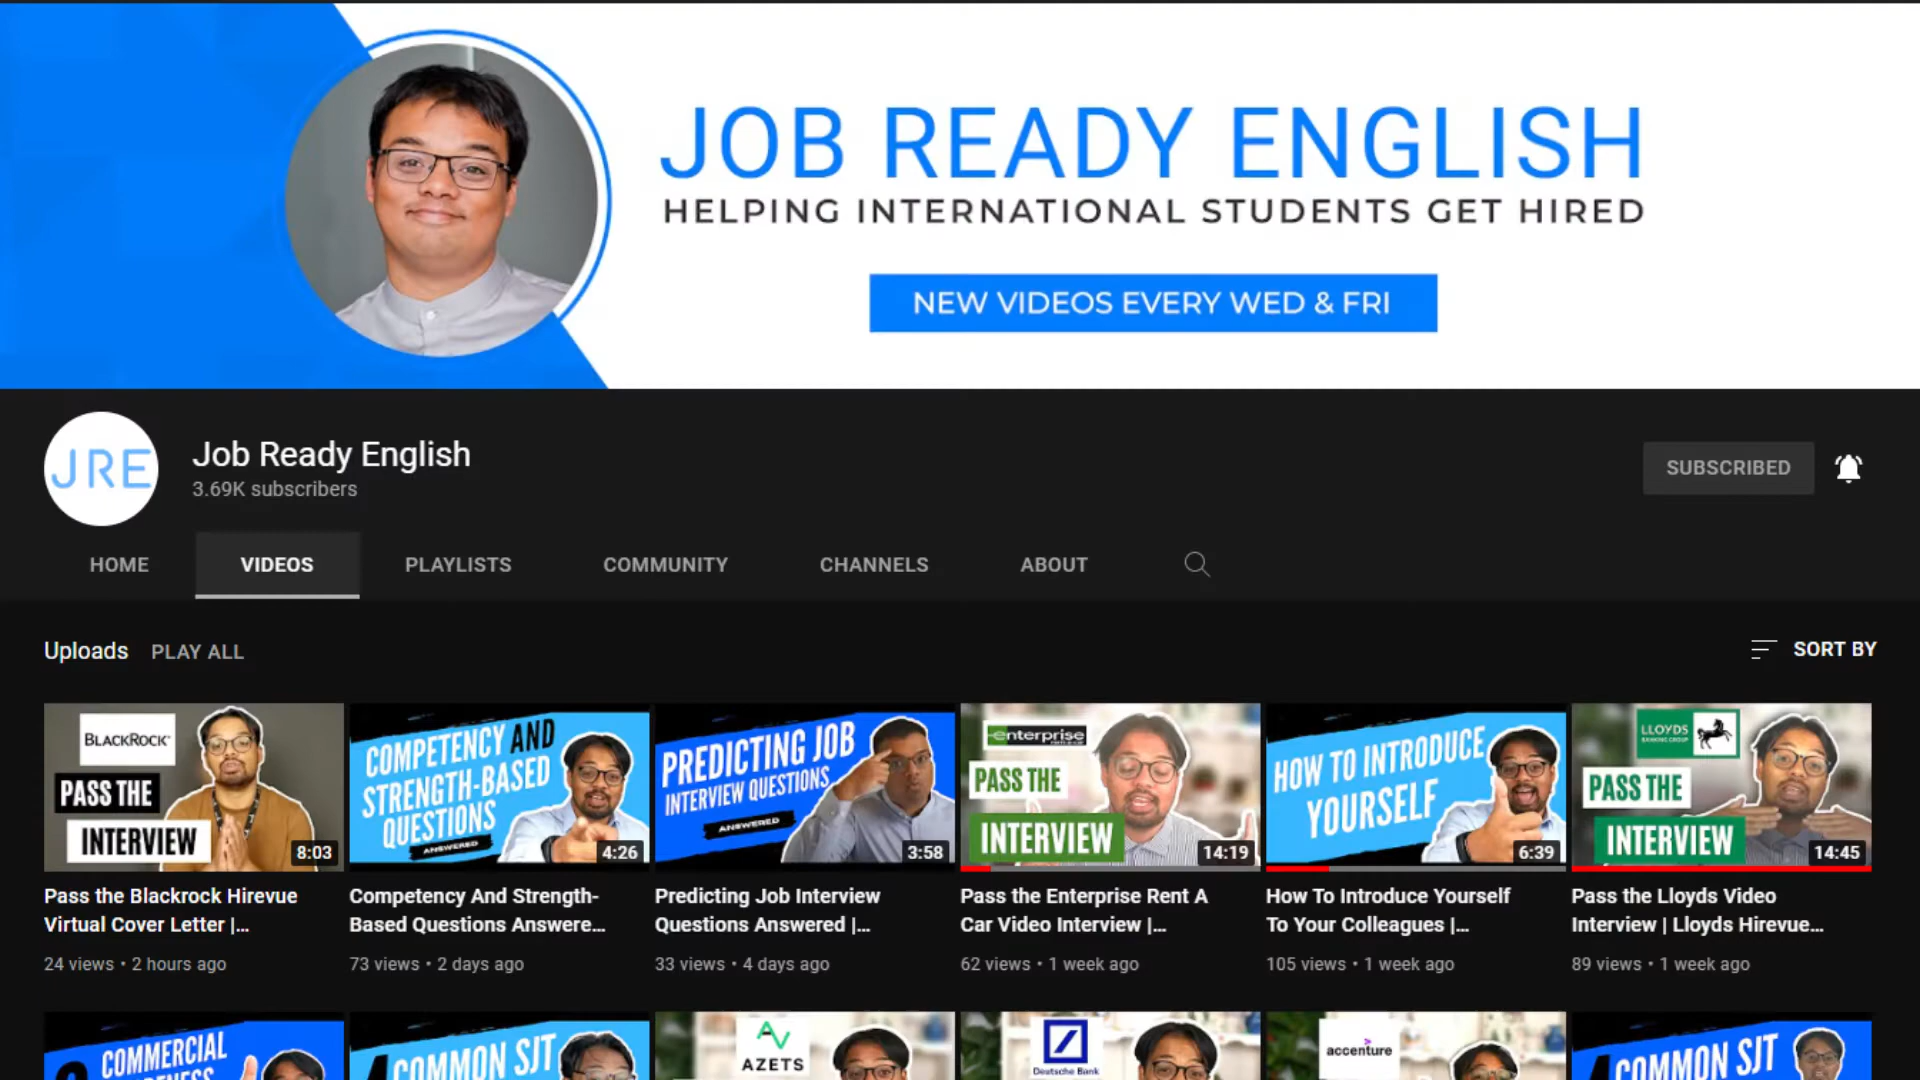 JOB READY ENGLISH
HELPING INTERNATIONAL STUDENTS GET HIRED
NEW VIDEOS EVERY WED & FRI
JRE
Job Ready English
3.69K subscribers
SUBSCRIBED
HOME
VIDEOS
PLAYLISTS
COMMUNITY
CHANNELS
ABOUT
Uploads
PLAY ALL
SORT BY
BLACKROCK
PASS THE
INTERVIEW
8:03
COMPETENCY AND
STRENGTH-BASED
QUESTIONS
ANSWERED
4:26
PREDICTING JOB
INTERVIEW QUESTIONS
ANSWERED
3:58
enterprise
PASS THE
INTERVIEW
14:19
HOW TO INTRODUCE
YOURSELF
6:39
LLOYDS
BANKING GROUP
PASS THE
INTERVIEW
14:45
Pass the Blackrock Hirevue
Virtual Cover Letter |...
24 views • 2 hours ago
Competency And Strength-
Based Questions Answere...
73 views • 2 days ago
Predicting Job Interview
Questions Answered |...
33 views • 4 days ago
Pass the Enterprise Rent A
Car Video Interview |...
62 views • 1 week ago
How To Introduce Yourself
To Your Colleagues |...
105 views • 1 week ago
Pass the Lloyds Video
Interview | Lloyds Hirevue...
89 views • 1 week ago
COMMERCIAL
COMMON SJT
AZETS
Deutsche Bank
accenture
COMMON SJT